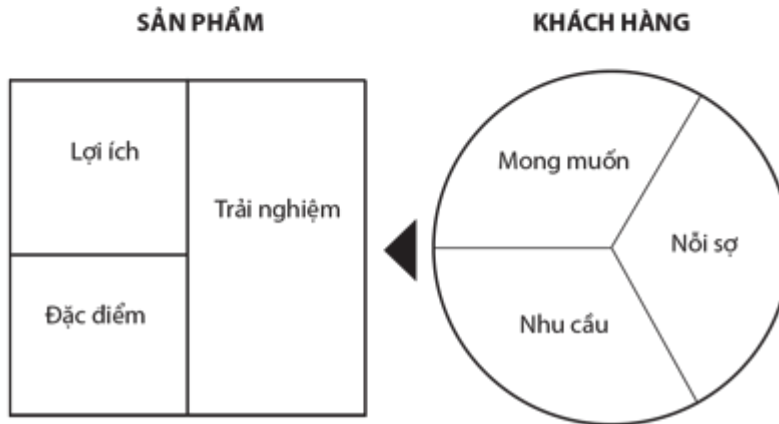 SẢN PHẨM
KHÁCH HÀNG
Lợi ích
Trải nghiệm
Đặc điểm
Mong muốn
Nỗi sợ
Nhu cầu